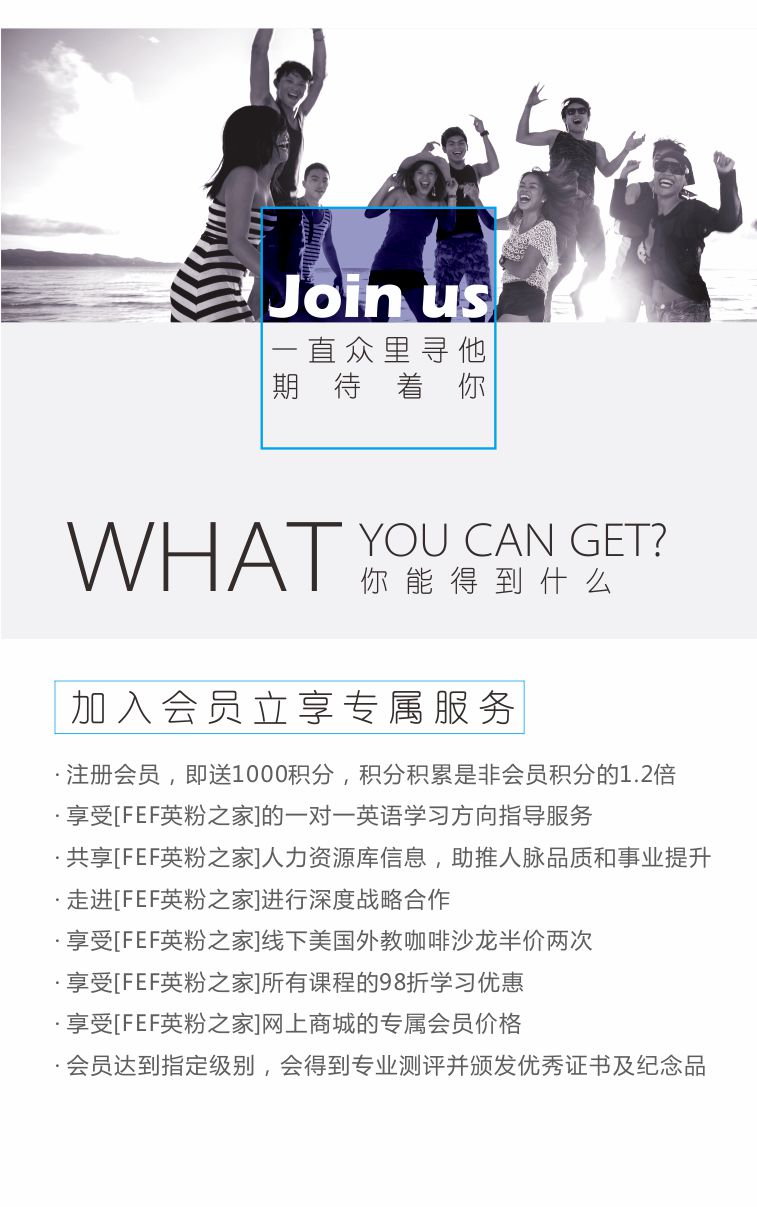 Join us
一直众里寻他
期待着你
WHAT YOU CAN GET?
你能得到什么
加入会员立享专属服务
· 注册会员，即送1000积分，积分积累是非会员积分的1.2倍
· 享受[FEF英粉之家]的一对一英语学习方向指导服务
· 共享[FEF英粉之家]人力资源库信息，助推人脉品质和事业提升
· 走进[FEF英粉之家]进行深度战略合作
· 享受[FEF英粉之家]线下美国外教咖啡沙龙半价两次
· 享受[FEF英粉之家]所有课程的98折学习优惠
· 享受[FEF英粉之家]网上商城的专属会员价格
· 会员达到指定级别，会得到专业测评并颁发优秀证书及纪念品